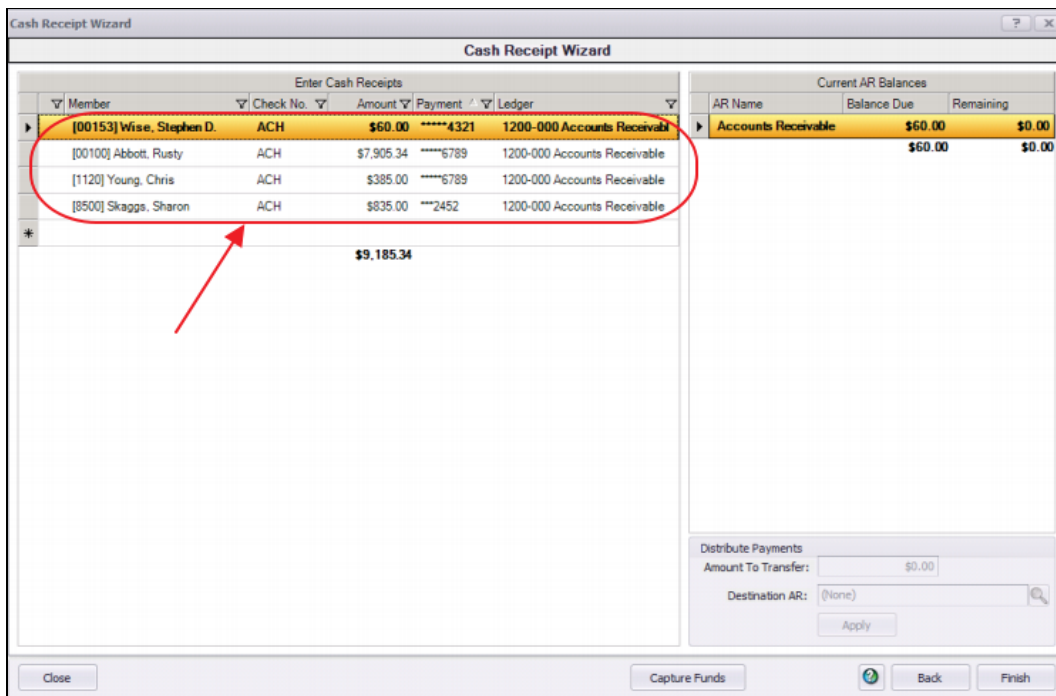 Cash Receipt Wizard
Cash Receipt Wizard
Enter Cash Receipts
Member Check No. Amount Payment Ledger
[00153] Wise, Stephen D. ACH $60.00 *****4321 1200-000 Accounts Receivabl
[00100] Abbott, Rusty ACH $7,905.34 *****6789 1200-000 Accounts Receivable
[1120] Young, Chris ACH $385.00 *****6789 1200-000 Accounts Receivable
[8500] Skaggs, Sharon ACH $835.00 ***2452 1200-000 Accounts Receivable
$9,185.34
Current AR Balances
AR Name Balance Due Remaining
Accounts Receivable $60.00 $0.00
$60.00 $0.00
Distribute Payments
Amount To Transfer: $0.00
Destination AR: (None)
Apply
Close Capture Funds Back Finish